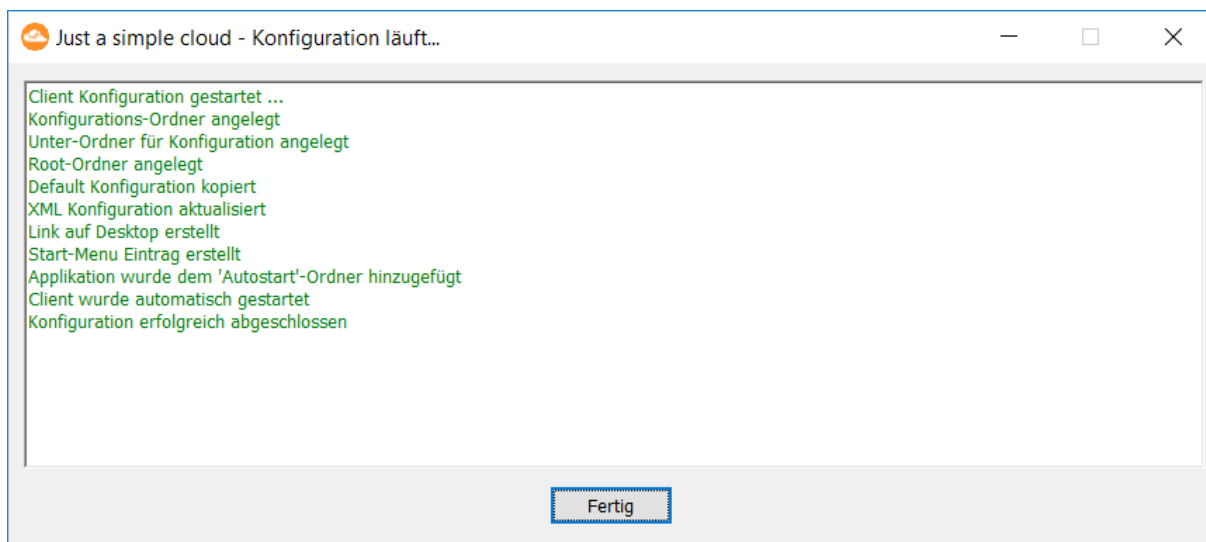 Just a simple cloud - Konfiguration läuft...
Client Konfiguration gestartet ...
Konfigurations-Ordner angelegt
Unter-Ordner für Konfiguration angelegt
Root-Ordner angelegt
Default Konfiguration kopiert
XML Konfiguration aktualisiert
Link auf Desktop erstellt
Start-Menu Eintrag erstellt
Applikation wurde dem 'Autostart'-Ordner hinzugefügt
Client wurde automatisch gestartet
Konfiguration erfolgreich abgeschlossen
Fertig